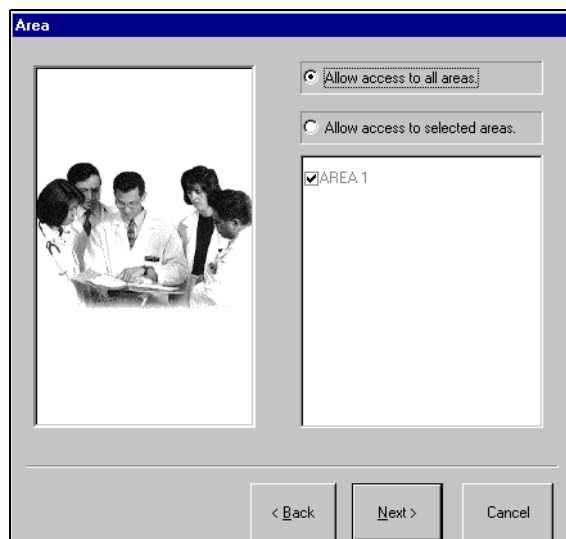 Area
Allow access to all areas.
Allow access to selected areas.
AREA 1
< Back
Next >
Cancel